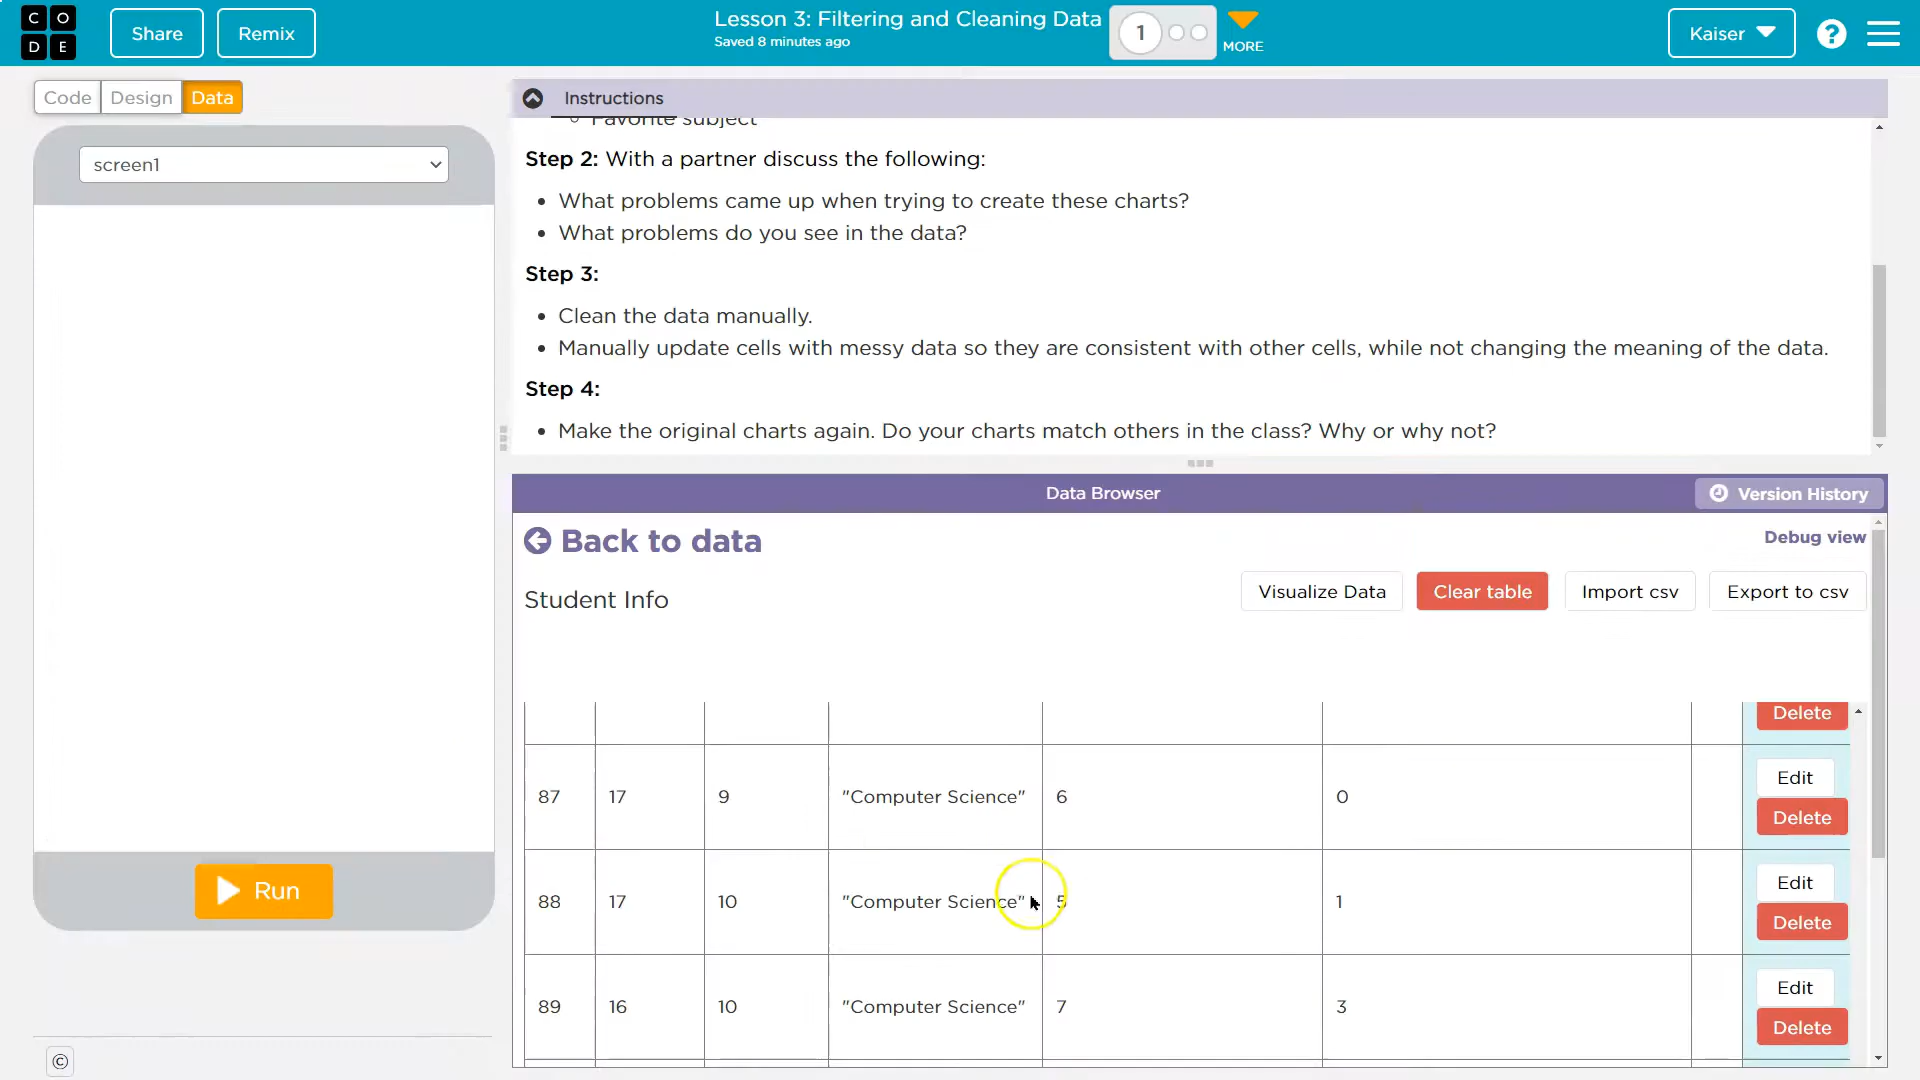 C O
D E
Share
Remix
Lesson 3: Filtering and Cleaning Data
Saved 8 minutes ago
1
MORE
Kaiser
?
Code
Design
Data
screen1
Run
©
Instructions
Favorite subject
Step 2: With a partner discuss the following:
What problems came up when trying to create these charts?
What problems do you see in the data?
Step 3:
Clean the data manually.
Manually update cells with messy data so they are consistent with other cells, while not changing the meaning of the data.
Step 4:
Make the original charts again. Do your charts match others in the class? Why or why not?
Data Browser
Version History
Back to data
Debug view
Student Info
Visualize Data
Clear table
Import csv
Export to csv
Delete
87 17 9 "Computer Science" 6 0 Edit
Delete
88 17 10 "Computer Science" 5 1 Edit
Delete
89 16 10 "Computer Science" 7 3 Edit
Delete